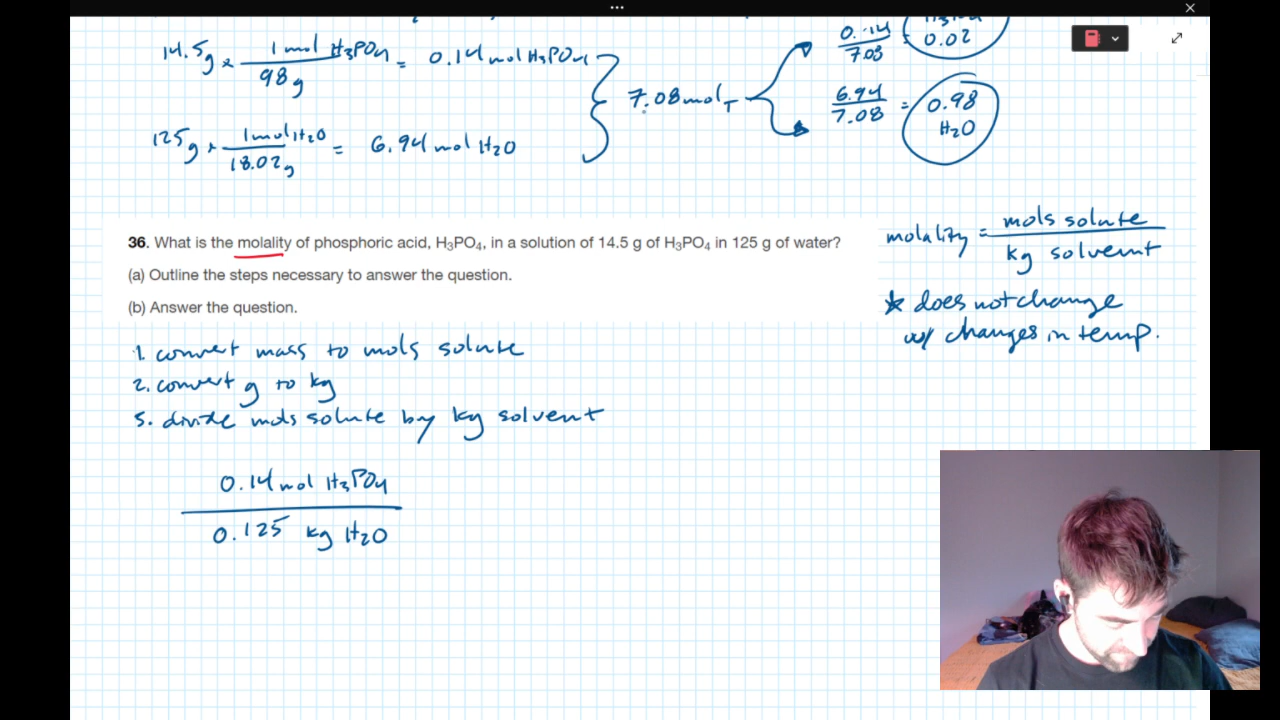 14.5g × 1 mol H3PO4 / 98 g = 0.14 mol H3PO4
0.14 / 7.08 = 0.02
7.08 molT
6.94 / 7.08 = 0.98 H2O
125g × 1 mol H2O / 18.02g = 6.94 mol H2O
36. What is the molality of phosphoric acid, H3PO4, in a solution of 14.5 g of H3PO4 in 125 g of water?
(a) Outline the steps necessary to answer the question.
(b) Answer the question.
molality = mols solute / kg solvent
* does not change
w/ changes in temp.
1. convert mass to mols solute
2. convert g to kg
3. divide mols solute by kg solvent
0.14 mol H3PO4
0.125 kg H2O